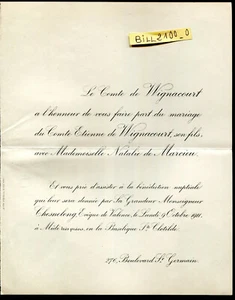 BILL2100_0
Le Comte de Wignacourt
a l'honneur de vous faire part du mariage
du Comte Etienne de Wignacourt, son fils,
avec Mademoiselle Natalie de Marcieu.
Et vous prie d'assister à la bénédiction nuptiale
qui leur sera donnée par Sa Grandeur Monseigneur
Chesnelong, Evêque de Valence, le Lundi 9 Octobre 1911,
à Midi précis, en la Basilique Ste Clotilde.
276, Boulevard St Germain.